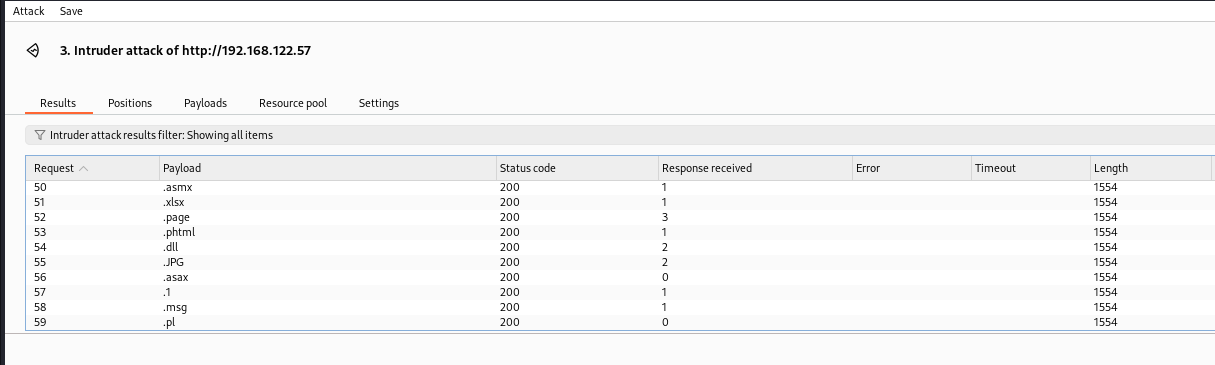 Attack Save
3. Intruder attack of http://192.168.122.57
Results Positions Payloads Resource pool Settings
Intruder attack results filter: Showing all items
Request Payload Status code Response received Error Timeout Length
50 .asmx 200 1 1554
51 .xlsx 200 1 1554
52 .page 200 3 1554
53 .phtml 200 1 1554
54 .dll 200 2 1554
55 .JPG 200 2 1554
56 .asax 200 0 1554
57 .1 200 1 1554
58 .msg 200 1 1554
59 .pl 200 0 1554